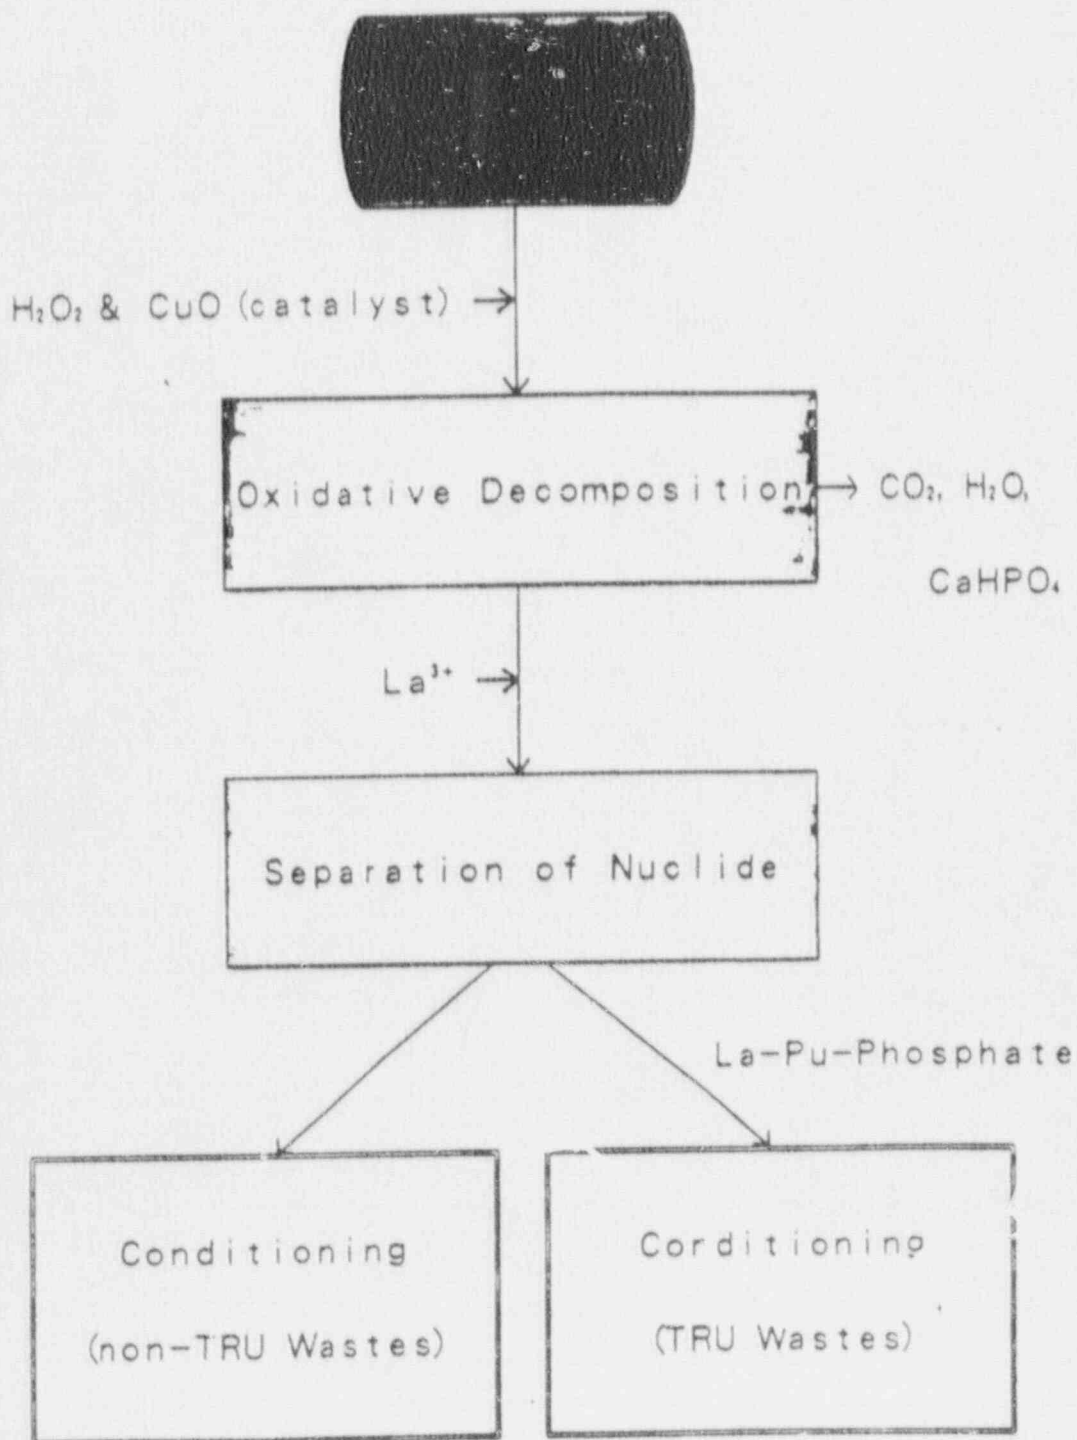 H₂O₂ & CuO (catalyst)
Oxidative Decomposition
CO₂, H₂O,
CaHPO₄
La³⁺
Separation of Nuclide
La-Pu-Phosphate
Conditioning
(non-TRU Wastes)
Corditioning
(TRU Wastes)